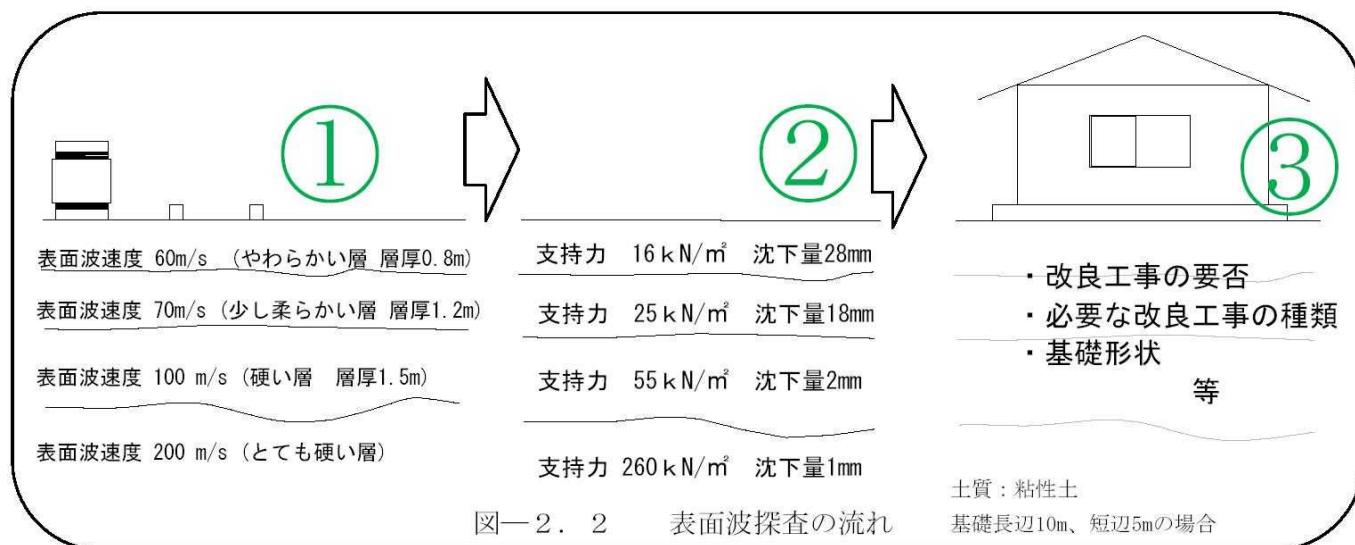 ①
表面波速度 60m/s （やわらかい層 層厚0.8m）
表面波速度 70m/s （少し柔らかい層 層厚1.2m）
表面波速度 100 m/s （硬い層　層厚1.5m）
表面波速度 200 m/s （とても硬い層）
②
支持力　16ｋN/㎡　沈下量28mm
支持力　25ｋN/㎡　沈下量18mm
支持力　55ｋN/㎡　沈下量2mm
支持力 260ｋN/㎡　沈下量1mm
③
・改良工事の要否
・必要な改良工事の種類
・基礎形状
等
土質：粘性土
基礎長辺10m、短辺5mの場合
図―２．２　　表面波探査の流れ